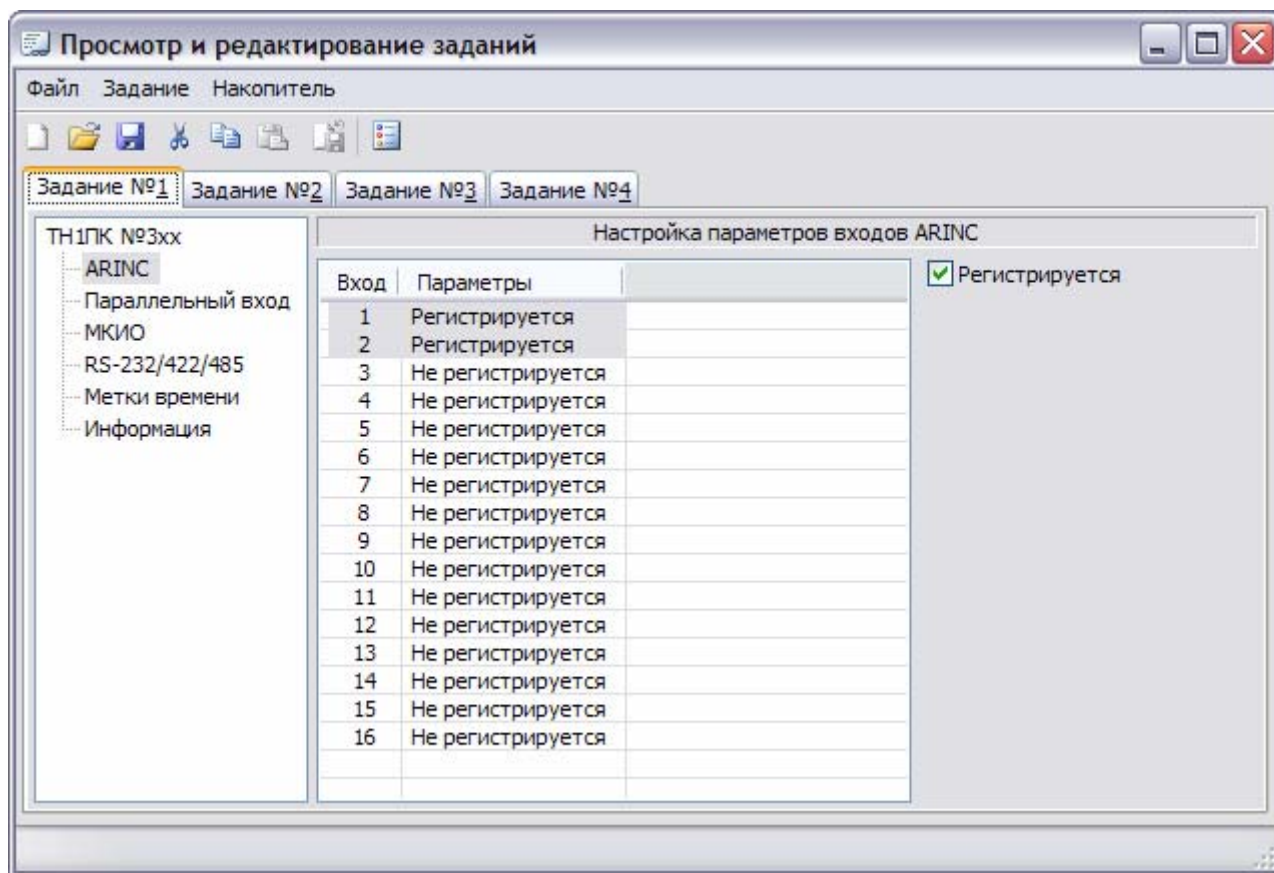 Просмотр и редактирование заданий
Файл Задание Накопитель
Задание №1 Задание №2 Задание №3 Задание №4
ТН1ПК №3xx
ARINC
Параллельный вход
МКИО
RS-232/422/485
Метки времени
Информация
Настройка параметров входов ARINC
Вход Параметры
1 Регистрируется
2 Регистрируется
3 Не регистрируется
4 Не регистрируется
5 Не регистрируется
6 Не регистрируется
7 Не регистрируется
8 Не регистрируется
9 Не регистрируется
10 Не регистрируется
11 Не регистрируется
12 Не регистрируется
13 Не регистрируется
14 Не регистрируется
15 Не регистрируется
16 Не регистрируется
Регистрируется